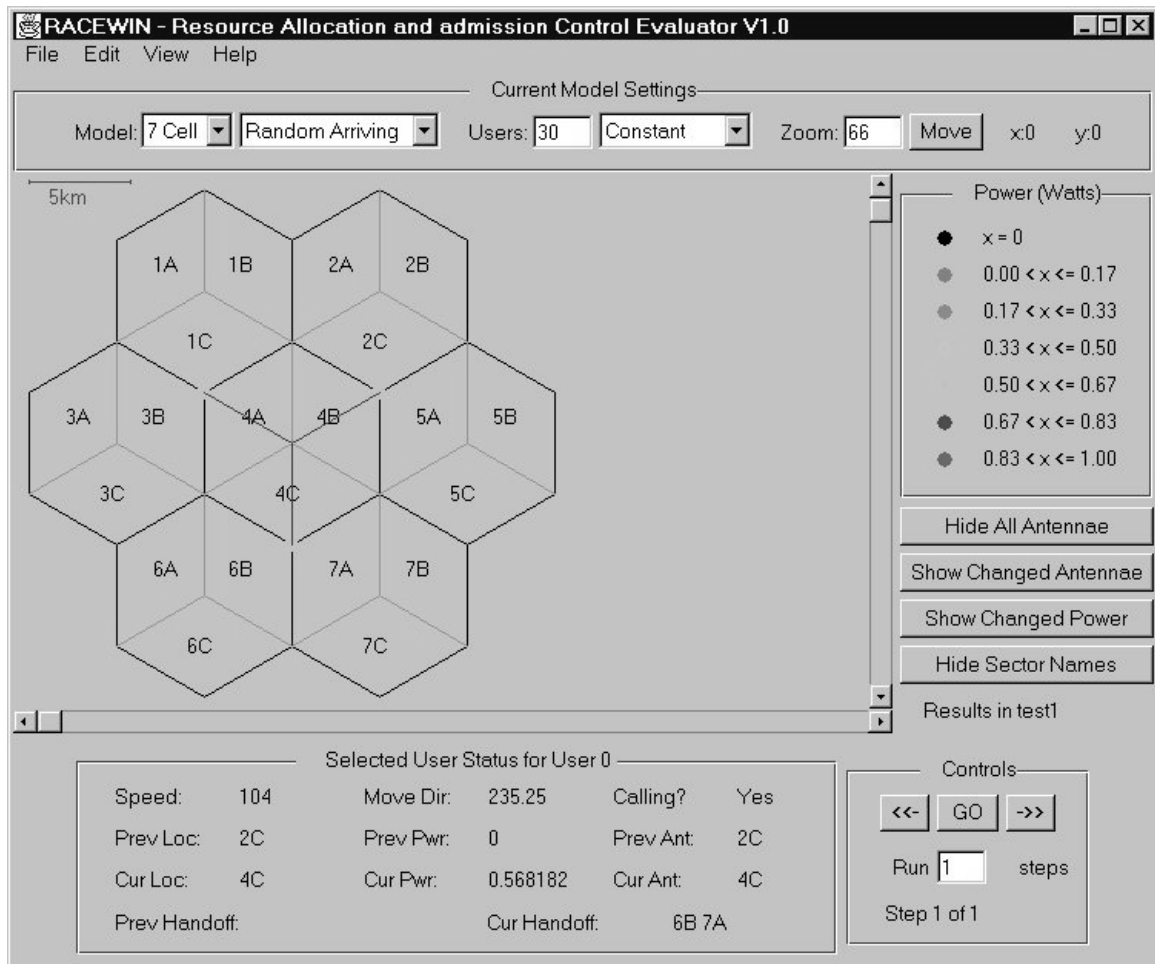 RACEWIN - Resource Allocation and admission Control Evaluator V1.0
File Edit View Help
Current Model Settings
Model: 7 Cell Random Arriving Users: 30 Constant Zoom: 66 Move x:0 y:0
5km
1A 1B 2A 2B
1C 2C
3A 3B 4A 4B 5A 5B
3C 4C 5C
6A 6B 7A 7B
6C 7C
Power (Watts)
x = 0
0.00 < x <= 0.17
0.17 < x <= 0.33
0.33 < x <= 0.50
0.50 < x <= 0.67
0.67 < x <= 0.83
0.83 < x <= 1.00
Hide All Antennae
Show Changed Antennae
Show Changed Power
Hide Sector Names
Results in test1
Selected User Status for User 0
Speed: 104 Move Dir: 235.25 Calling? Yes
Prev Loc: 2C Prev Pwr: 0 Prev Ant: 2C
Cur Loc: 4C Cur Pwr: 0.568182 Cur Ant: 4C
Prev Handoff: Cur Handoff: 6B 7A
Controls
<<- GO ->>
Run 1 steps
Step 1 of 1